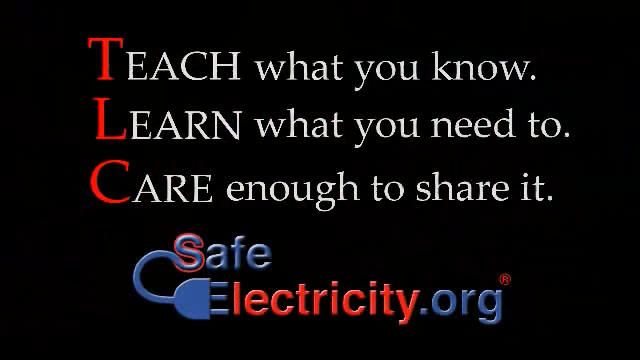 TEACH what you know.
LEARN what you need to.
CARE enough to share it.
Safe
Electricity.org®